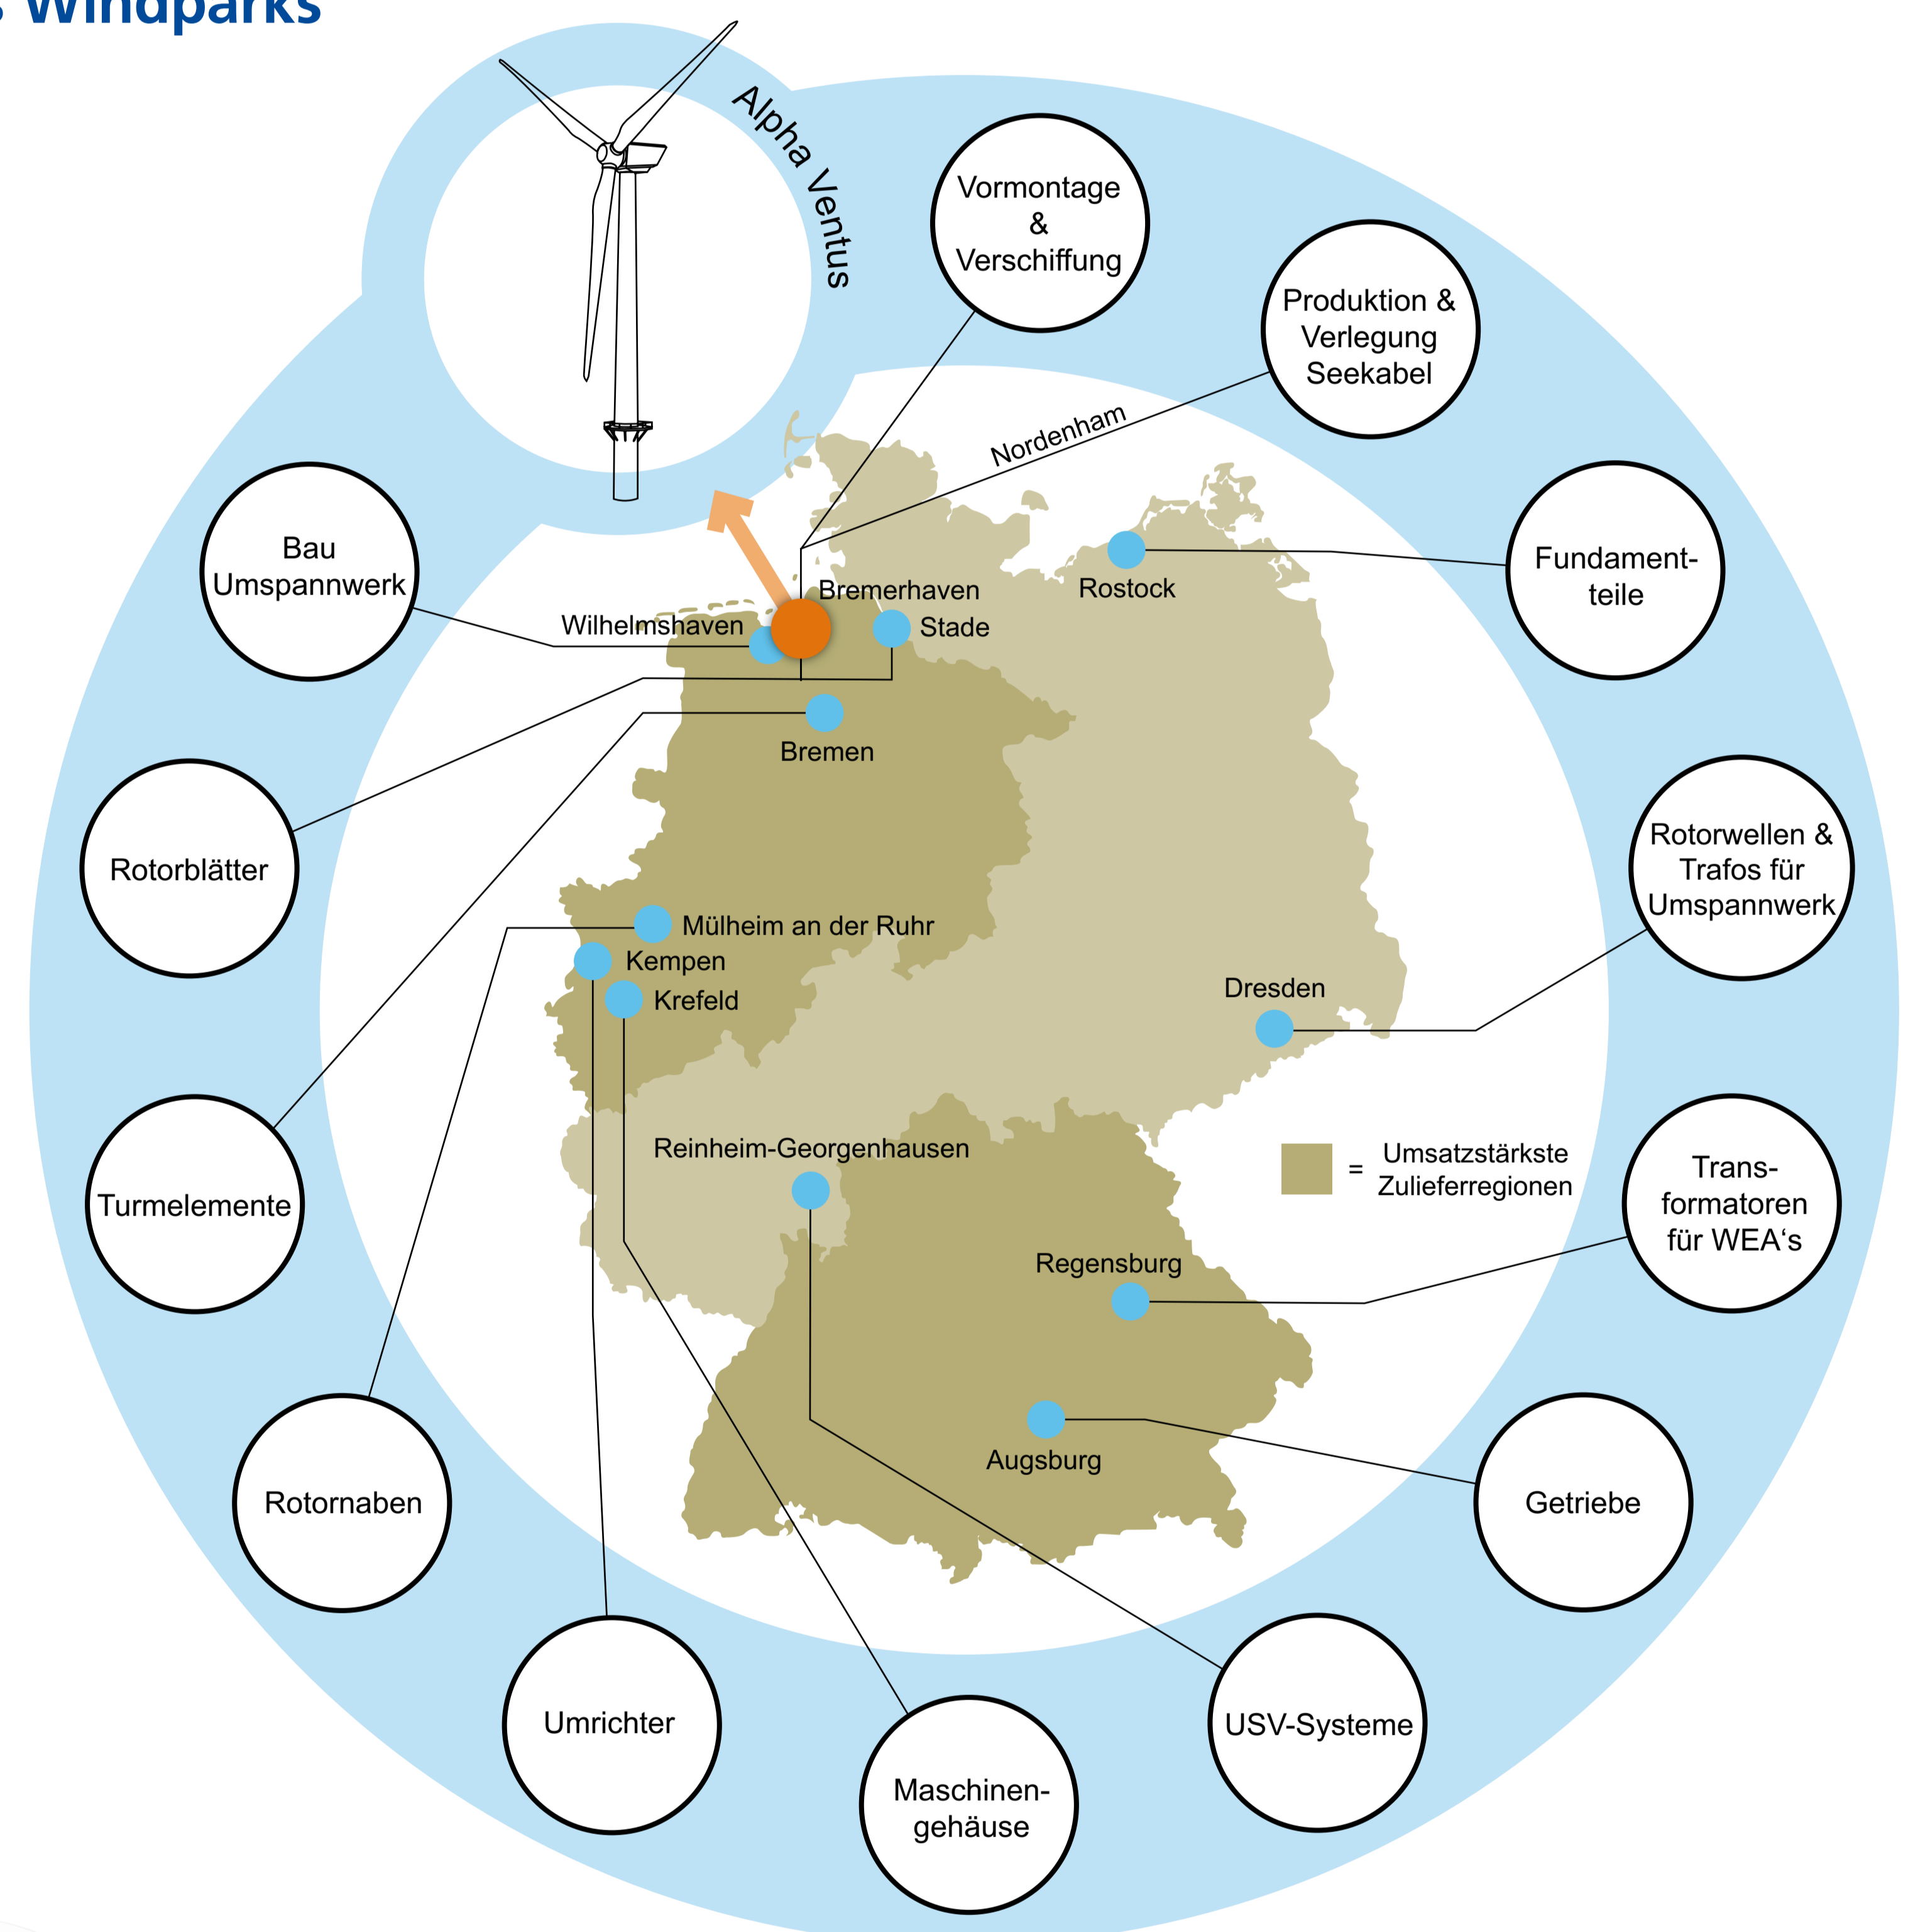 Windparks
Alpha Ventus
Vormontage
&
Verschiffung
Produktion &
Verlegung
Seekabel
Nordenham
Bau
Umspannwerk
Fundament-
teile
Rostock
Bremerhaven
Wilhelmshaven
Stade
Bremen
Rotorblätter
Rotorwellen &
Trafos für
Umspannwerk
Mülheim an der Ruhr
Kempen
Krefeld
Dresden
Reinheim-Georgenhausen
= Umsatzstärkste
Zulieferregionen
Turmelemente
Trans-
formatoren
für WEA‘s
Regensburg
Augsburg
Rotornaben
Getriebe
Umrichter
USV-Systeme
Maschinen-
gehäuse